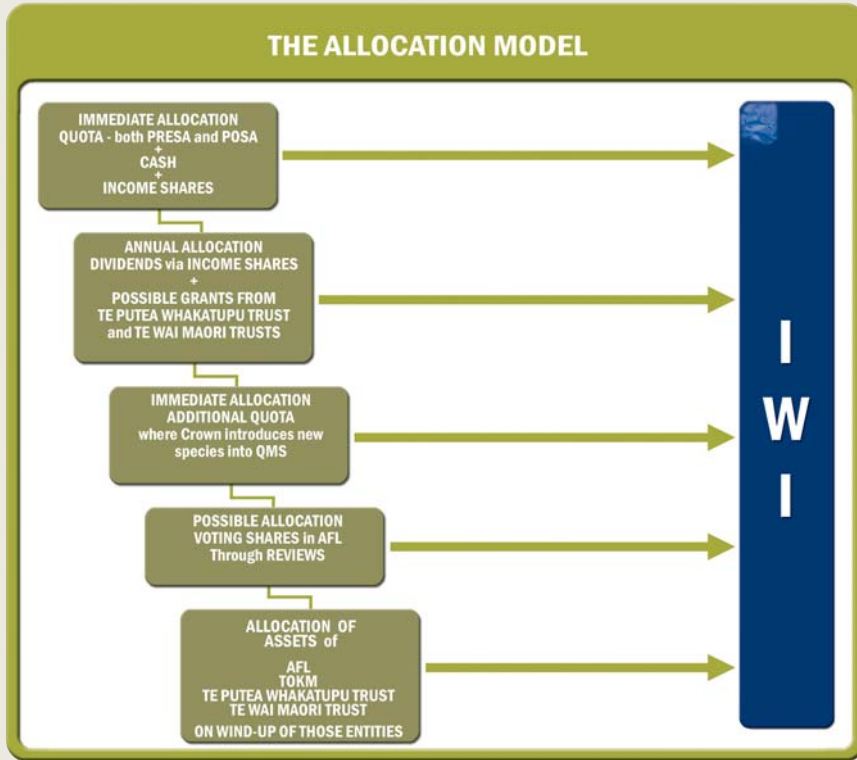 THE ALLOCATION MODEL
IMMEDIATE ALLOCATION
QUOTA - both PRESA and POSA
+
CASH
+
INCOME SHARES
ANNUAL ALLOCATION
DIVIDENDS via INCOME SHARES
+
POSSIBLE GRANTS FROM
TE PUTEA WHAKATUPU TRUST
and TE WAI MAORI TRUSTS
IMMEDIATE ALLOCATION
ADDITIONAL QUOTA
where Crown introduces new
species into QMS
POSSIBLE ALLOCATION
VOTING SHARES in AFL
Through REVIEWS
ALLOCATION OF
ASSETS of
AFL
TOKM
TE PUTEA WHAKATUPU TRUST
TE WAI MAORI TRUST
ON WIND-UP OF THOSE ENTITIES
I
W
I